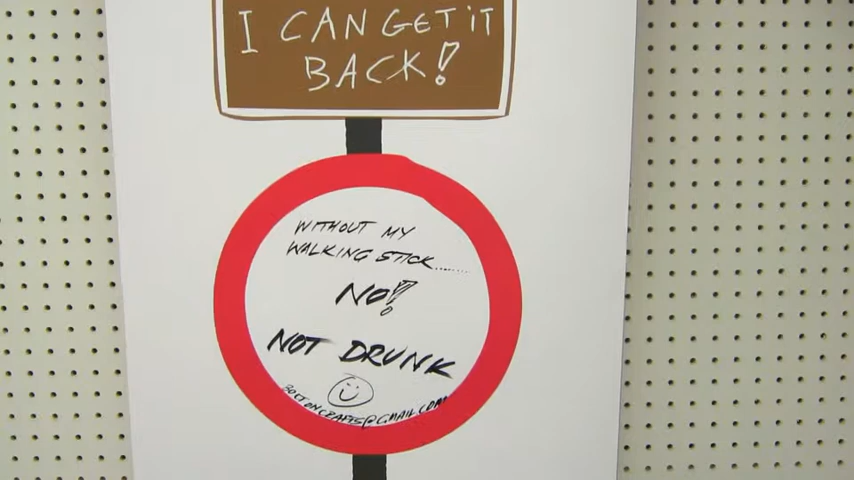 I CAN GET iT
BACK!
WITHOUT MY
WALKING STICK.......
NO!!
NOT DRUNK